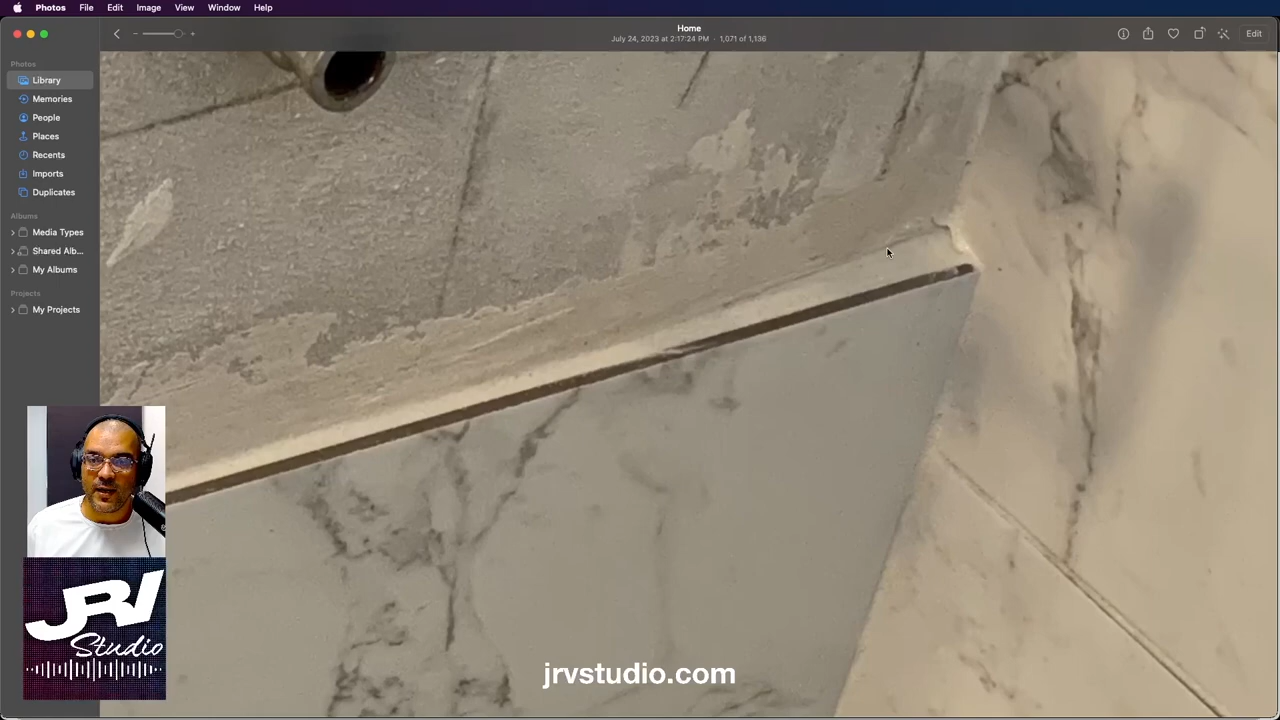 Photos File Edit Image View Window Help
Home
July 24, 2023 at 2:17:24 PM · 1,071 of 1,136
Edit
Photos
Library
Memories
People
Places
Recents
Imports
Duplicates
Albums
Media Types
Shared Alb...
My Albums
Projects
My Projects
JRV
Studio
jrvstudio.com